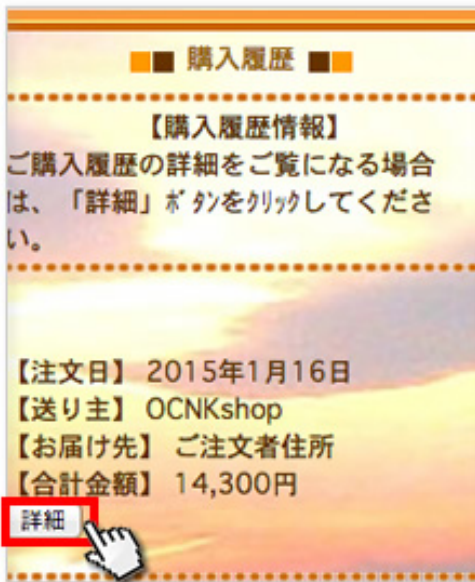 購入履歴
【購入履歴情報】
ご購入履歴の詳細をご覧になる場合
は、「詳細」ﾎﾞﾀﾝをｸﾘｯｸしてくださ
い。
【注文日】 2015年1月16日
【送り主】 OCNKshop
【お届け先】 ご注文者住所
【合計金額】 14,300円
詳細